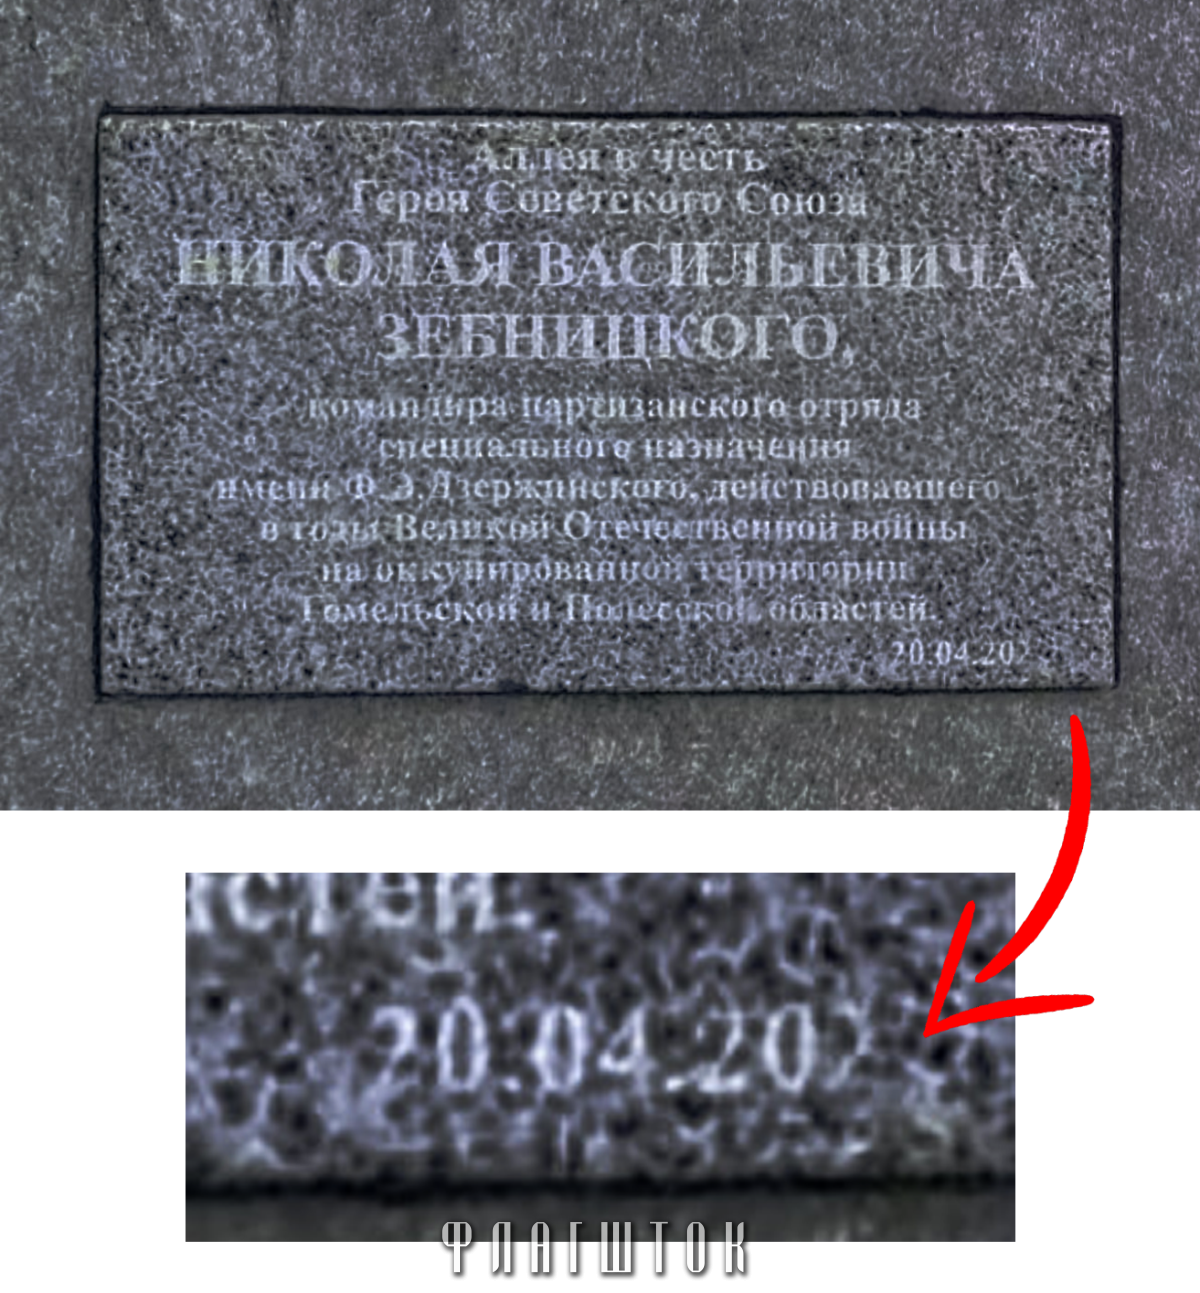 Аллея в честь
Героя Советского Союза
НИКОЛАЯ ВАСИЛЬЕВИЧА
ЗЕБНИЦКОГО,
командира партизанского отряда
специального назначения
имени Ф.Э.Дзержинского, действовавшего
в годы Великой Отечественной войны
на оккупированной территории
Гомельской и Полесской областей.
20.04.202
стей.
20.04.202
ФЛАГШТОК